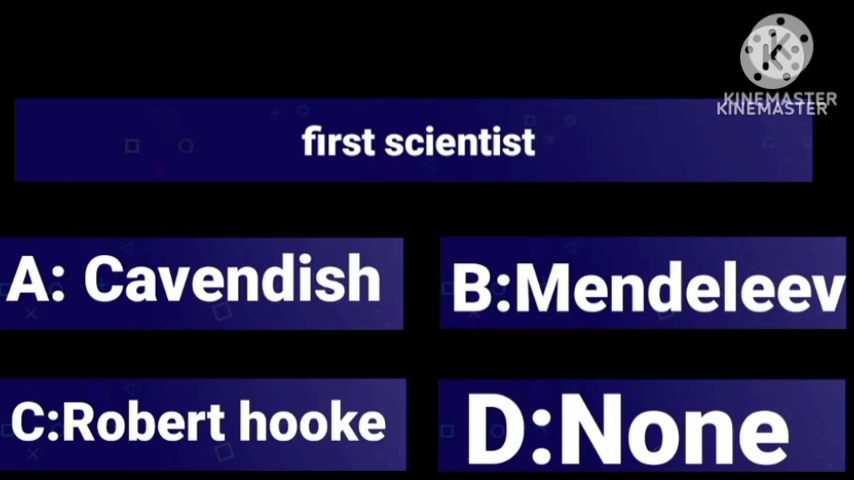 KINEMASTER
KINEMASTER
first scientist
A: Cavendish
B:Mendeleev
C:Robert hooke
D:None